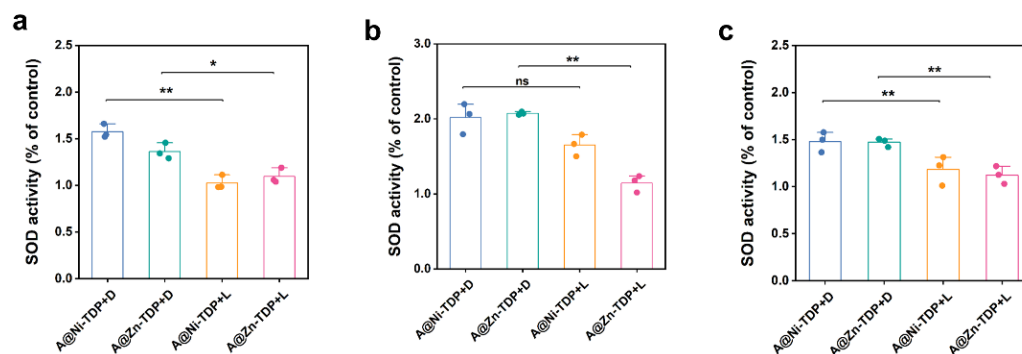 a
SOD activity (% of control)
2.5
2.0
1.5
1.0
0.5
0.0
*
**
A@Ni-TDP+D
A@Zn-TDP+D
A@Ni-TDP+L
A@Zn-TDP+L
b
SOD activity (% of control)
3.0
2.0
1.0
0.0
**
ns
A@Ni-TDP+D
A@Zn-TDP+D
A@Ni-TDP+L
A@Zn-TDP+L
c
SOD activity (% of control)
2.5
2.0
1.5
1.0
0.5
0.0
**
**
A@Ni-TDP+D
A@Zn-TDP+D
A@Ni-TDP+L
A@Zn-TDP+L